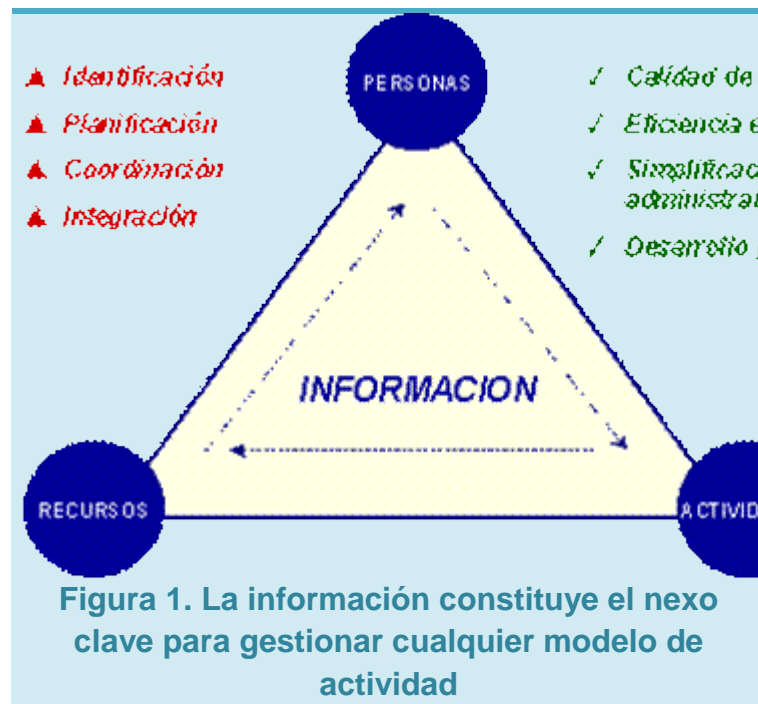 PERSONAS
Identificación
Planificación
Coordinación
Integración
✓ Calidad de
✓ Eficiencia
✓
administra
✓ Desarrollo
INFORMACION
RECURSOS
Figura 1. La información constituye el nexo
clave para gestionar cualquier modelo de
actividad